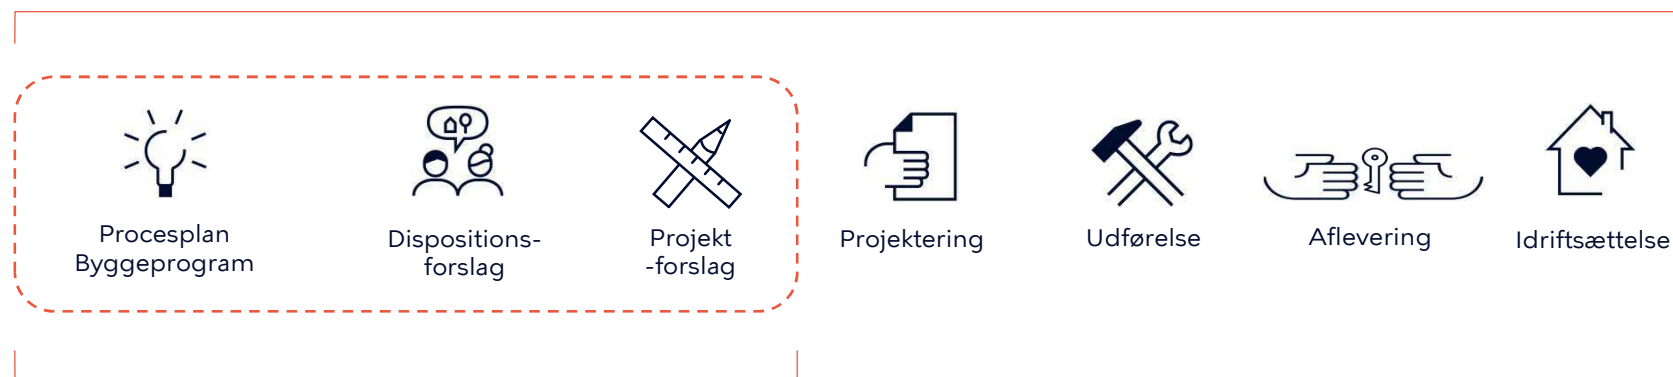 Procesplan
Byggeprogram
Dispositions-
forslag
Projekt
-forslag
Projektering
Udførelse
Aflevering
Idriftsættelse